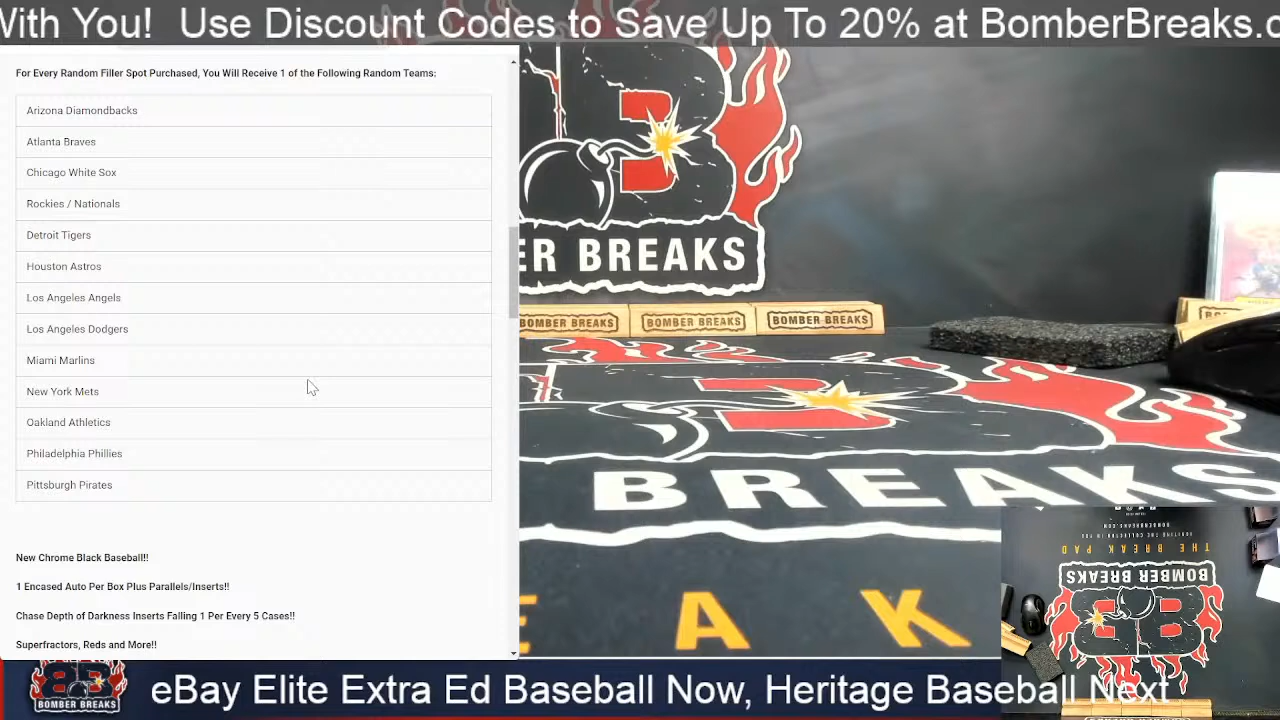 With You!  Use Discount Codes to Save Up To 20% at BomberBreaks.c
For Every Random Filler Spot Purchased, You Will Receive 1 of the Following Random Teams:
Arizona Diamondbacks
Atlanta Braves
Chicago White Sox
Rockies / Nationals
Detroit Tigers
Houston Astros
Los Angeles Angels
Los Angeles Dodgers
Miami Marlins
New York Mets
Oakland Athletics
Philadelphia Phillies
Pittsburgh Pirates
New Chrome Black Baseball!!
1 Encased Auto Per Box Plus Parallels/Inserts!!
Chase Depth of Darkness Inserts Falling 1 Per Every 5 Cases!!
Superfractors, Reds and More!!
B
ER BREAKS
BOMBER BREAKS
BOMBER BREAKS
BOMBER BREAKS
BREAKS
E A K
THE BREAK PAD
BOMBER BREAKS
BB
BB
BOMBER BREAKS
eBay Elite Extra Ed Baseball Now, Heritage Baseball Next